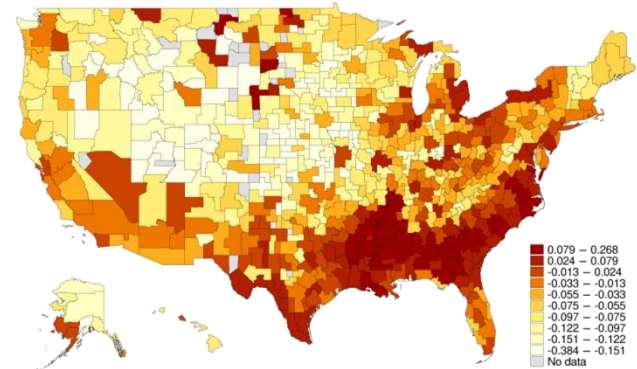 0.079 – 0.268
0.024 – 0.079
-0.013 – 0.024
-0.033 – -0.013
-0.055 – -0.033
-0.075 – -0.055
-0.097 – -0.075
-0.122 – -0.097
-0.151 – -0.122
-0.384 – -0.151
No data